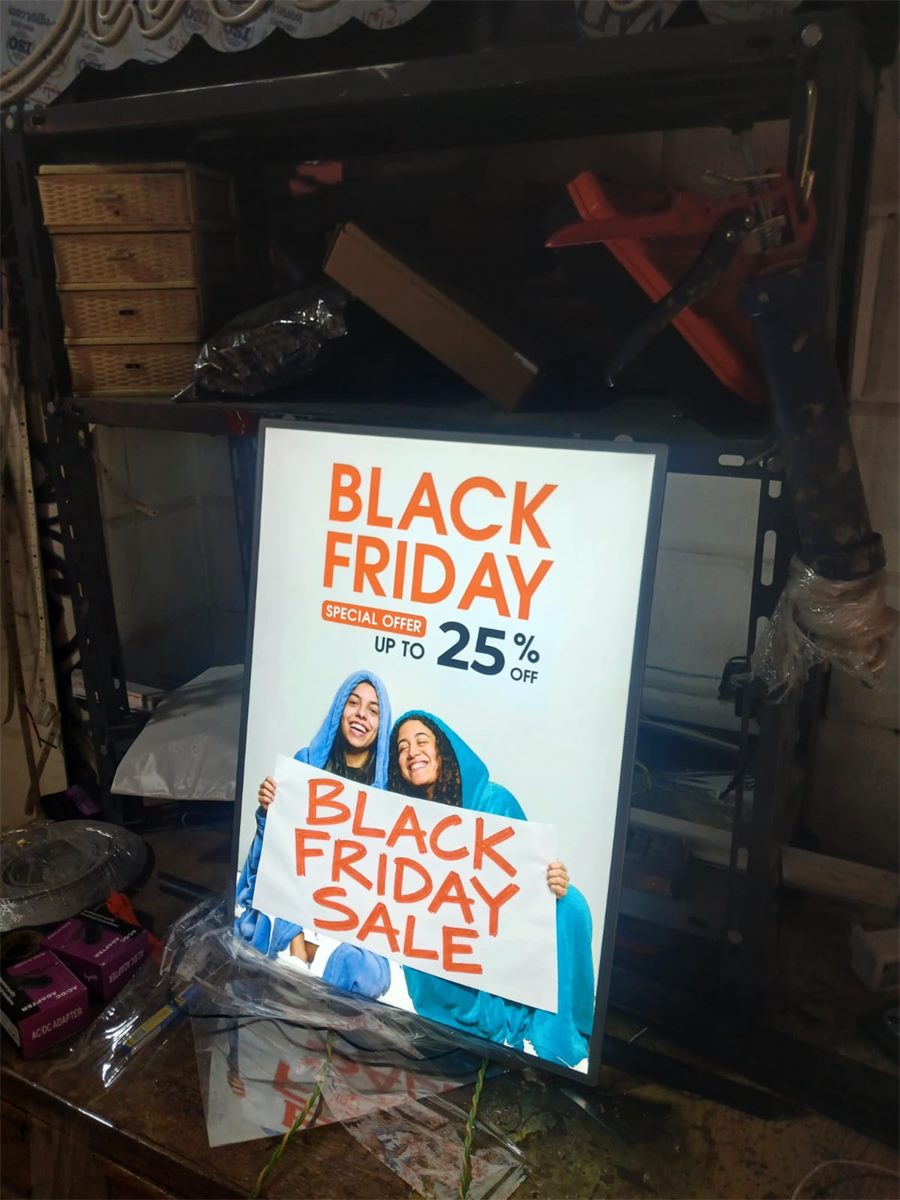 BLACK
FRIDAY
SPECIAL OFFER
UP TO 25% OFF
BLACK
FRIDAY
SALE
AC/DC ADAPTER